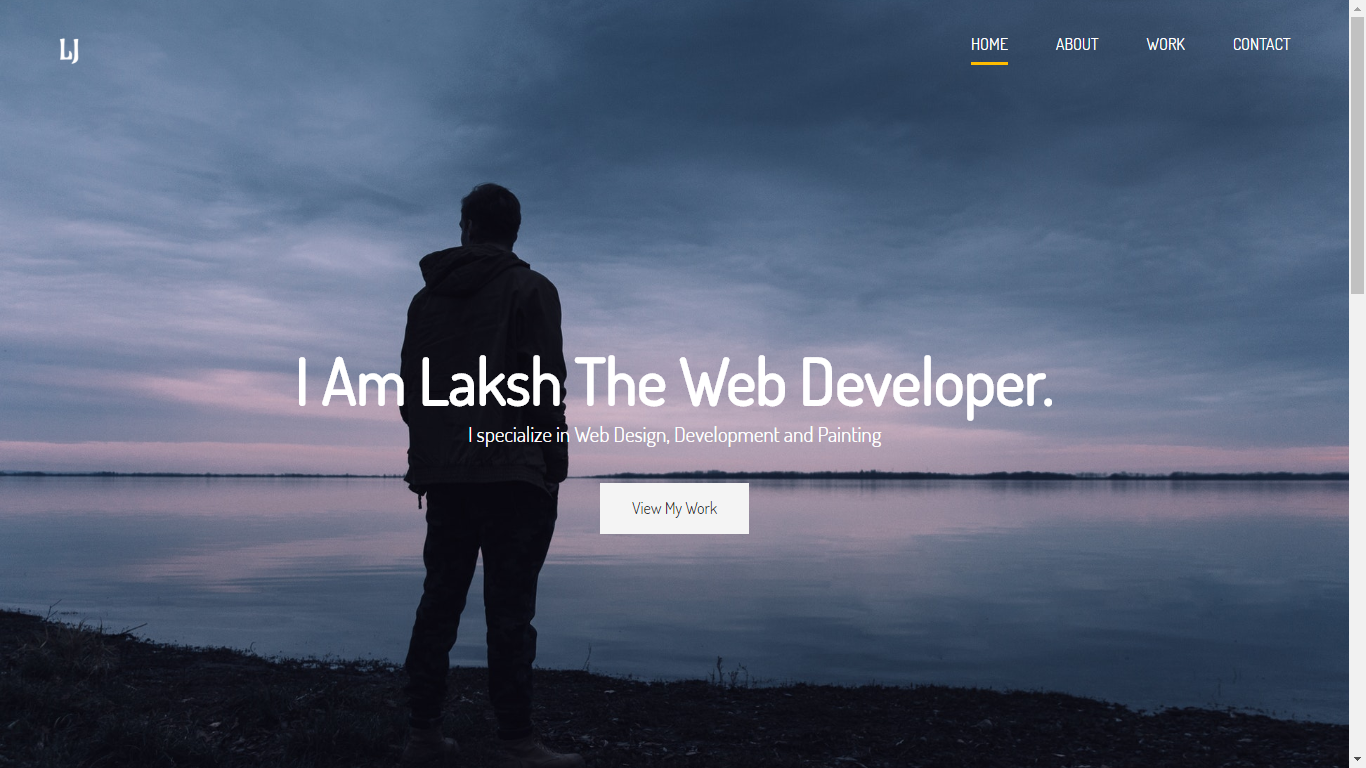 LJ
HOME ABOUT WORK CONTACT
I Am Laksh The Web Developer.
I specialize in Web Design, Development and Painting
View My Work